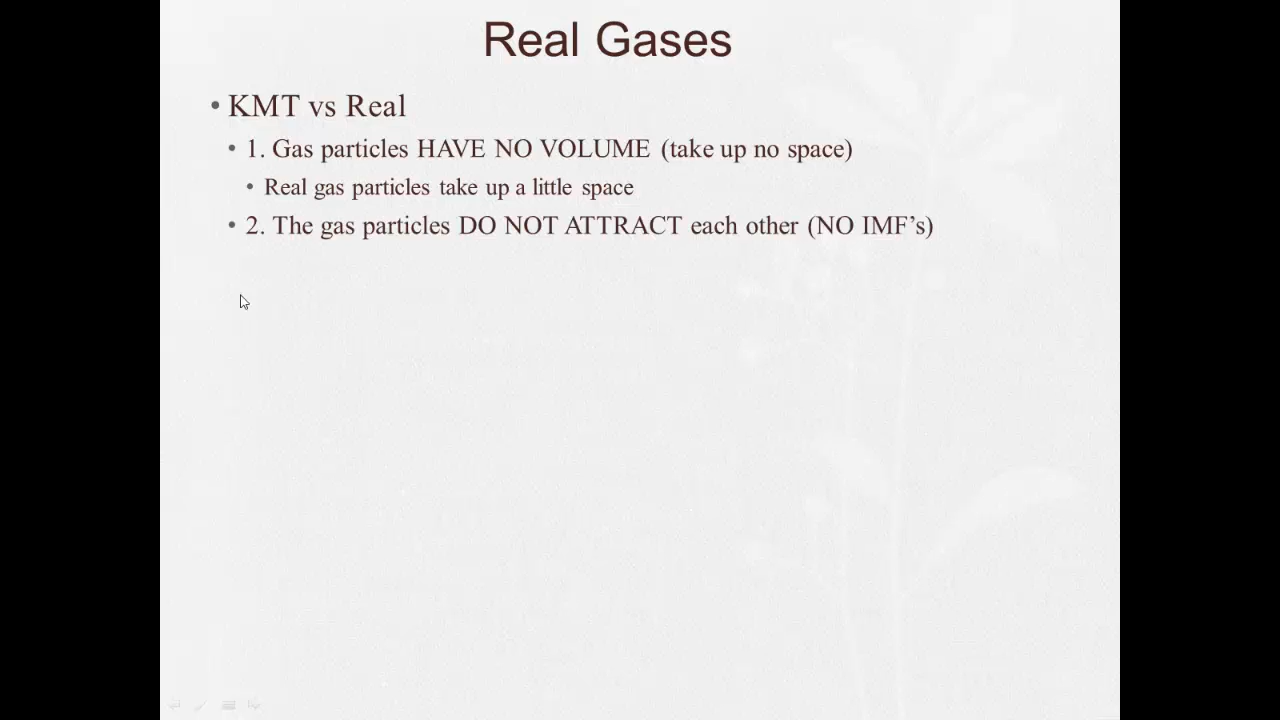 Real Gases
• KMT vs Real
• 1. Gas particles HAVE NO VOLUME (take up no space)
• Real gas particles take up a little space
• 2. The gas particles DO NOT ATTRACT each other (NO IMF’s)